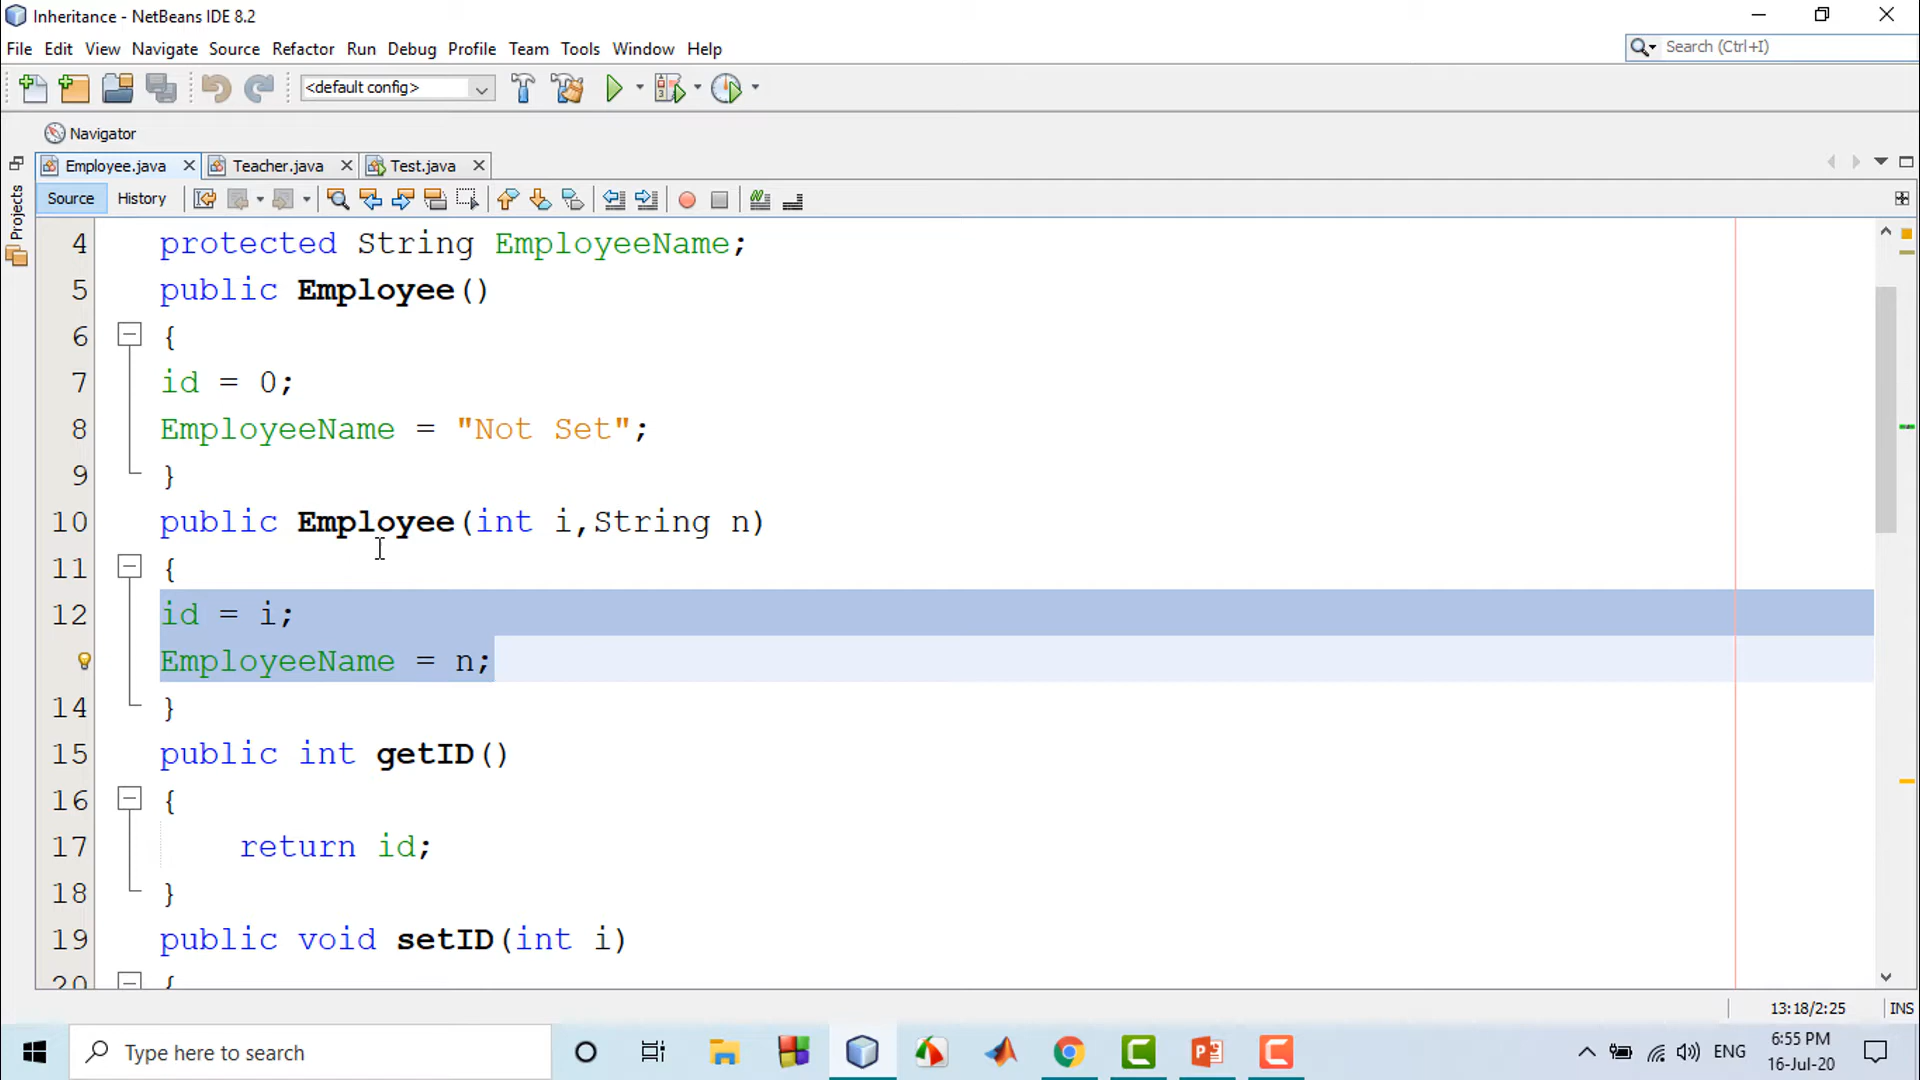 Inheritance - NetBeans IDE 8.2
File Edit View Navigate Source Refactor Run Debug Profile Team Tools Window Help
Search (Ctrl+I)
<default config>
Navigator
Employee.java Teacher.java Test.java
Projects
Source History
4 protected String EmployeeName;
5 public Employee()
6 {
7 id = 0;
8 EmployeeName = "Not Set";
9 }
10 public Employee(int i,String n)
11 {
12 id = i;
EmployeeName = n;
14 }
15 public int getID()
16 {
17 return id;
18 }
19 public void setID(int i)
20 {
13:18/2:25 INS
Type here to search
ENG
6:55 PM
16-Jul-20